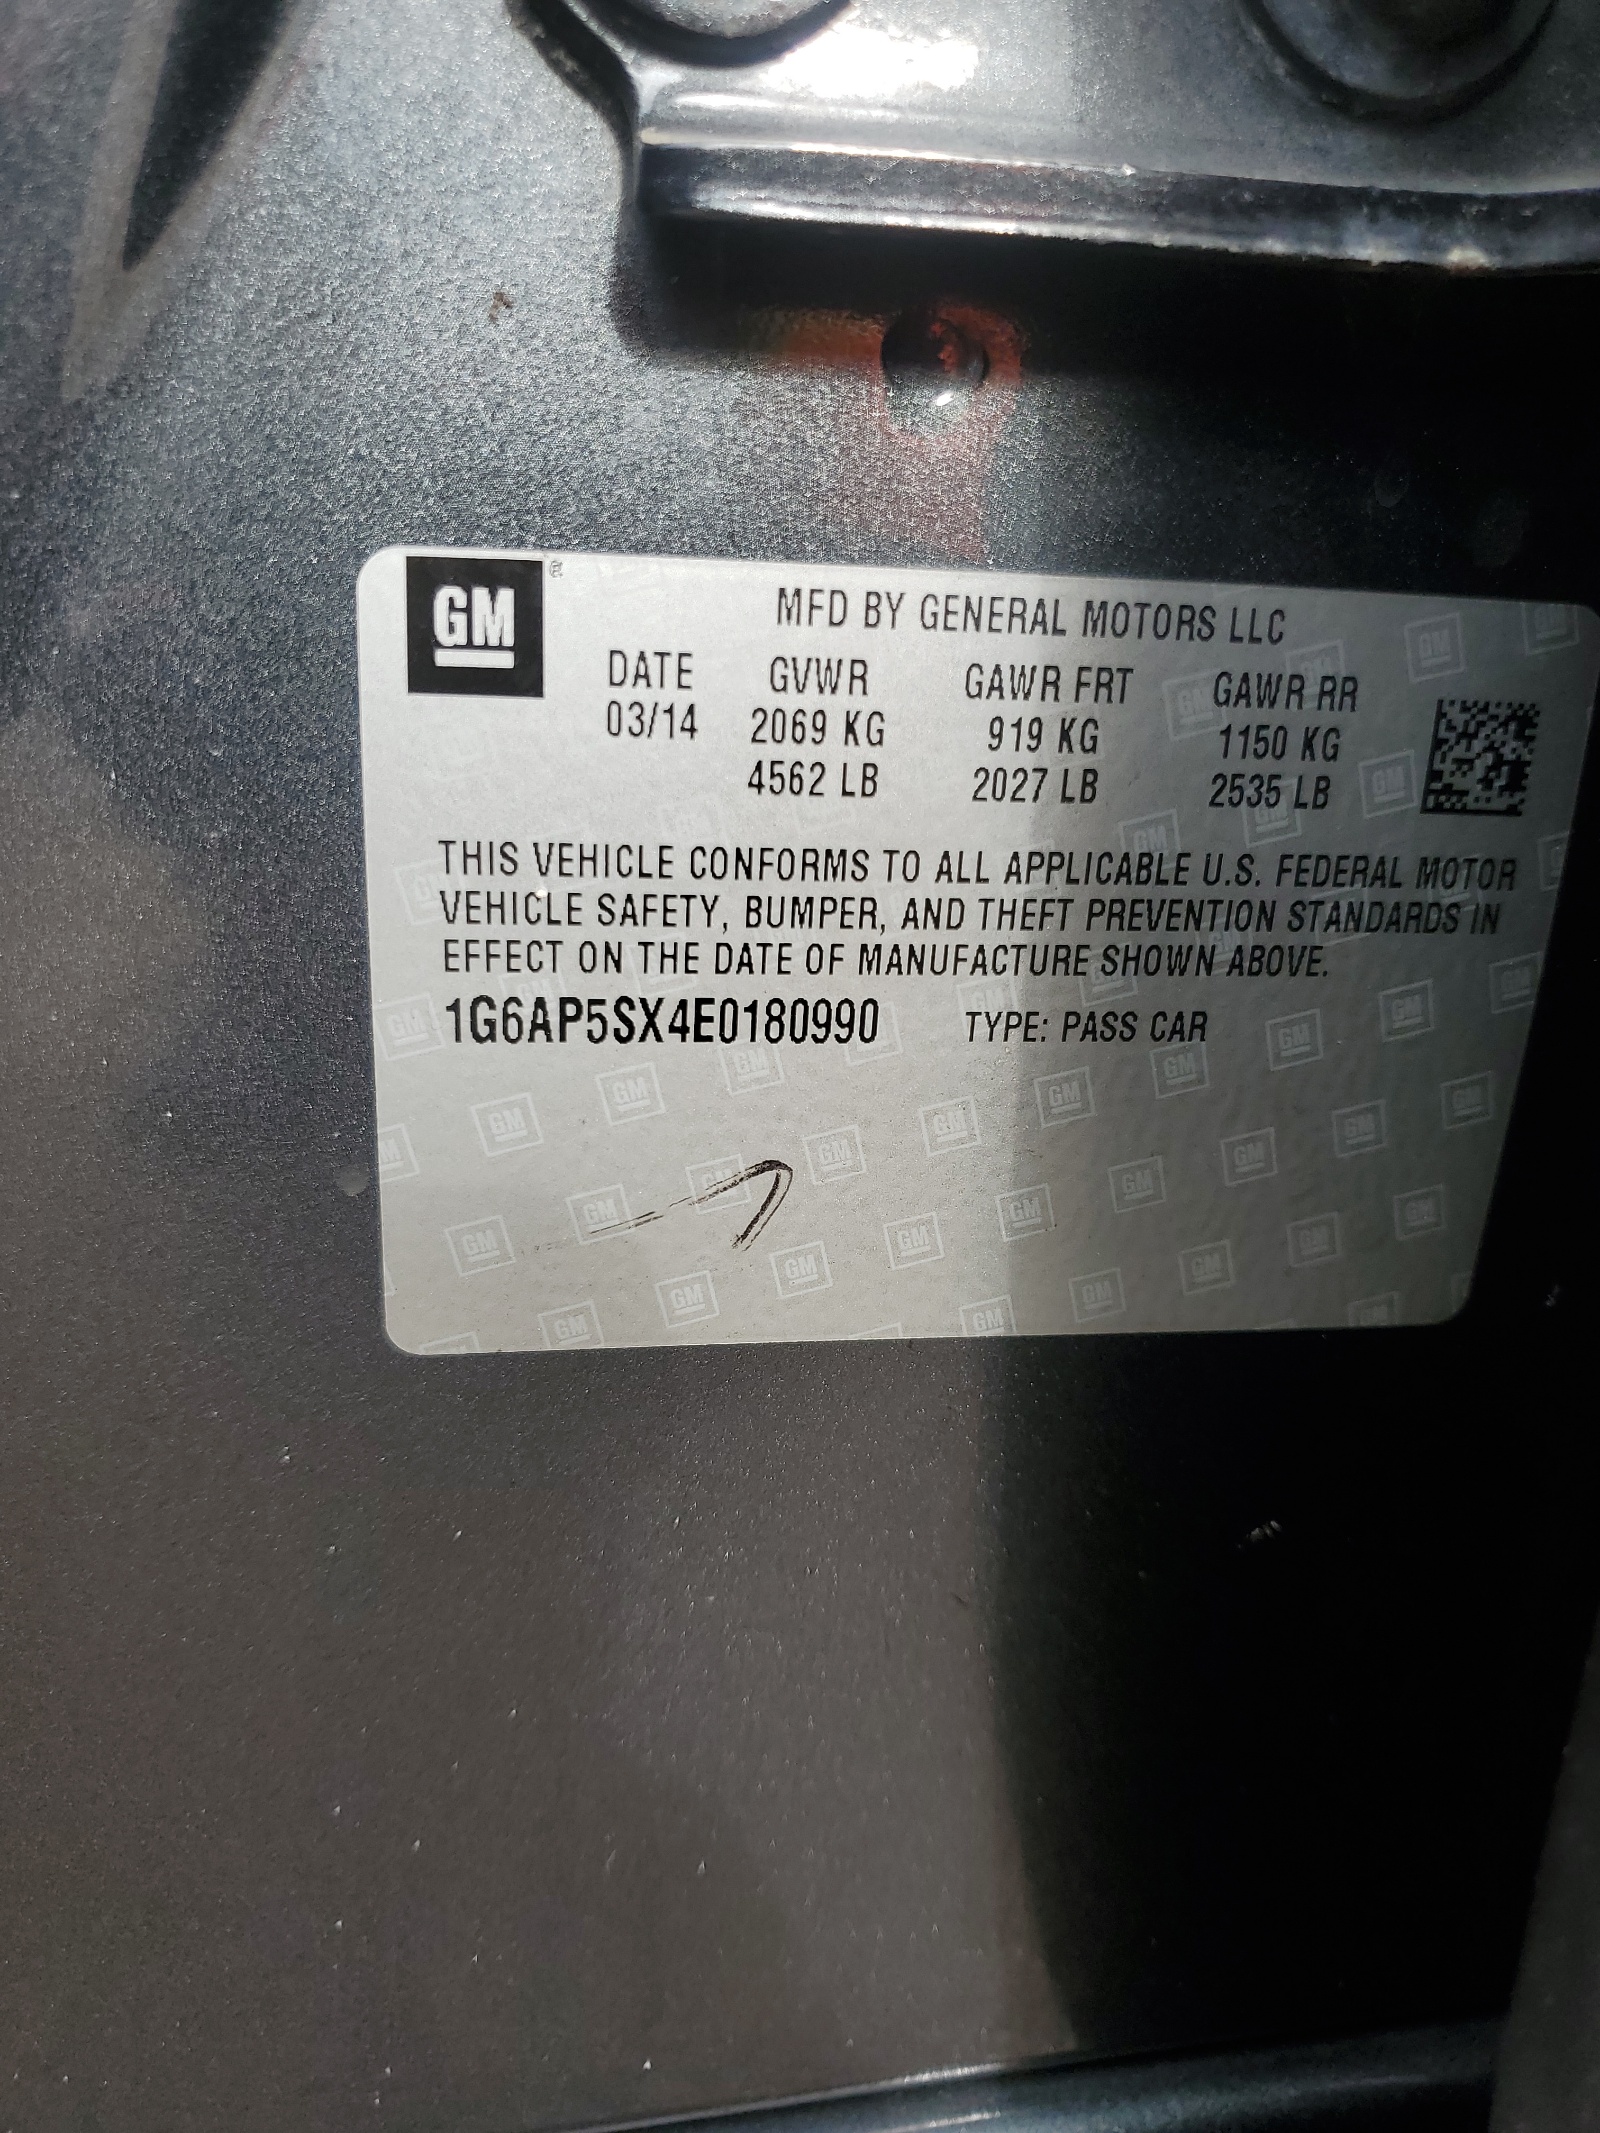 GM ®
MFD BY GENERAL MOTORS LLC
DATE GVWR GAWR FRT GAWR RR
03/14 2069 KG 919 KG 1150 KG
4562 LB 2027 LB 2535 LB
THIS VEHICLE CONFORMS TO ALL APPLICABLE U.S. FEDERAL MOTOR
VEHICLE SAFETY, BUMPER, AND THEFT PREVENTION STANDARDS IN
EFFECT ON THE DATE OF MANUFACTURE SHOWN ABOVE.
1G6AP5SX4E0180990 TYPE: PASS CAR